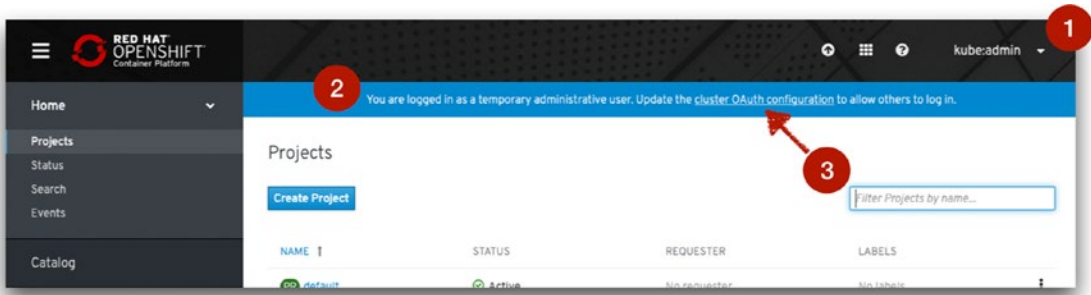 1
RED HAT
OPENSHIFT
Container Platform
kube:admin
2
You are logged in as a temporary administrative user. Update the cluster OAuth configuration to allow others to log in.
Home
Projects
Status
Search
Events
Catalog
Projects
3
Create Project
Filter Projects by name...
NAME ↑ STATUS REQUESTER LABELS
PR default Active No requester No labels